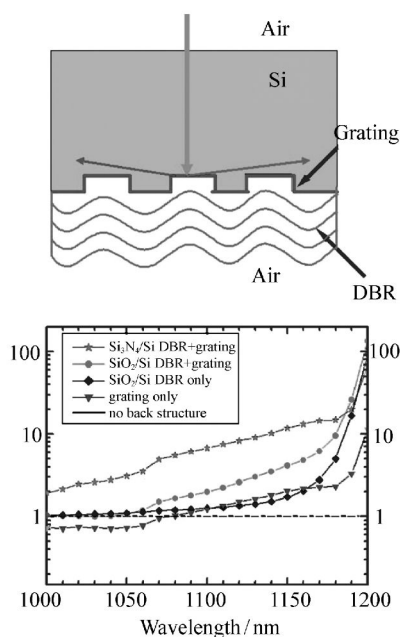 Air
Si
Grating
Air
DBR
Si₃N₄/Si DBR+grating
SiO₂/Si DBR+grating
SiO₂/Si DBR only
grating only
no back structure
100
100
10
10
1
1
1000
1050
1100
1150
1200
Wavelength / nm